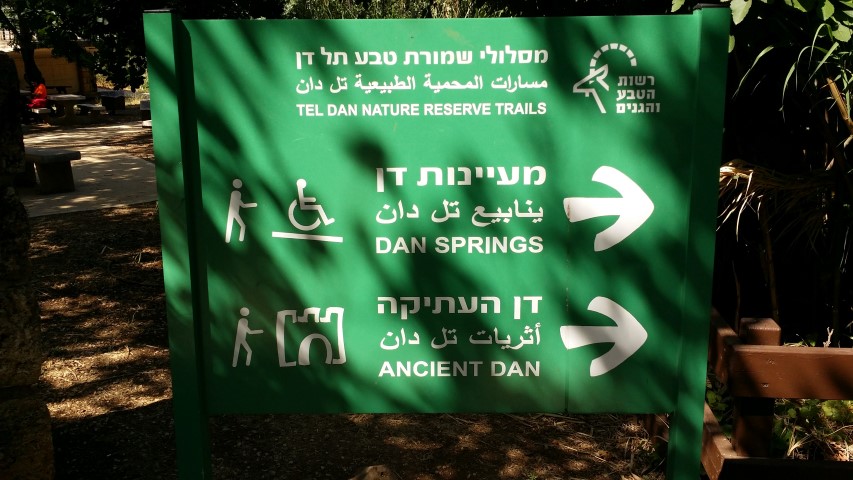 מסלולי שמורת טבע תל דן
مسارات المحمية الطبيعية تل دان
TEL DAN NATURE RESERVE TRAILS
רשות
הטבע
והגנים
מעיינות דן
ينابيع تل دان
DAN SPRINGS
דן העתיקה
أثريات تل دان
ANCIENT DAN